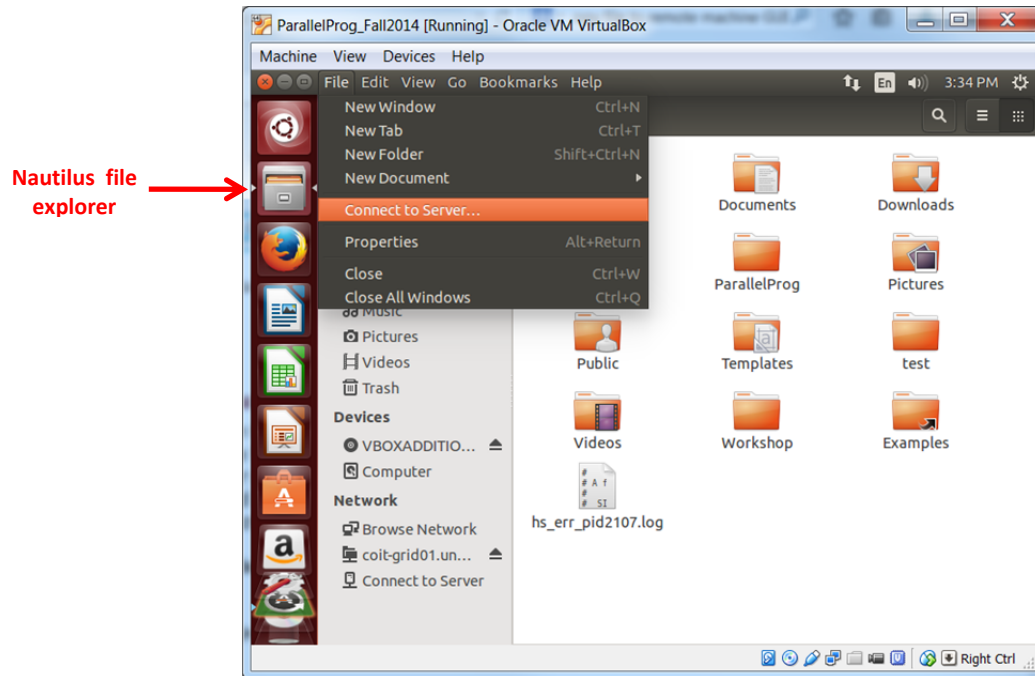 ParallelProg_Fall2014 [Running] - Oracle VM VirtualBox
Machine View Devices Help
File Edit View Go Bookmarks Help En 3:34 PM
New Window Ctrl+N
New Tab Ctrl+T
New Folder Shift+Ctrl+N
New Document
Connect to Server...
Properties Alt+Return
Close Ctrl+W
Close All Windows Ctrl+Q
Nautilus file
explorer
Music
Pictures
Videos
Trash
Devices
VBOXADDITIO...
Computer
Network
Browse Network
coit-grid01.un...
Connect to Server
Documents Downloads
ParallelProg Pictures
Public Templates test
Videos Workshop Examples
# A f
# SI
hs_err_pid2107.log
a
Right Ctrl